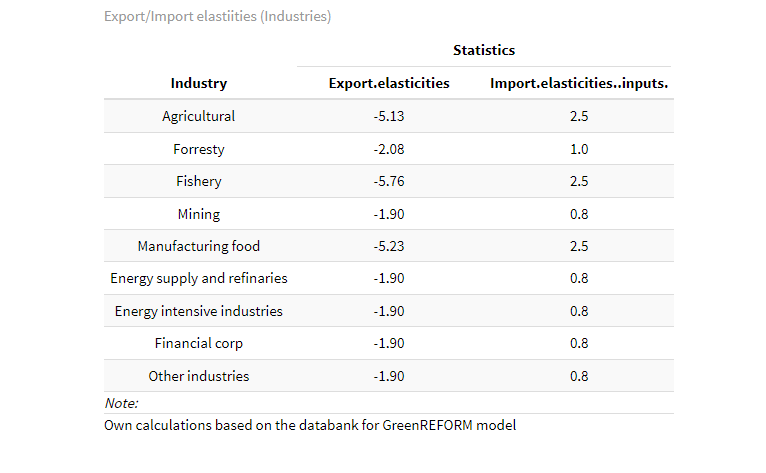 Export/Import elastiities (Industries)
Statistics
Industry Export.elasticities Import.elasticities..inputs.
Agricultural -5.13 2.5
Forresty -2.08 1.0
Fishery -5.76 2.5
Mining -1.90 0.8
Manufacturing food -5.23 2.5
Energy supply and refinaries -1.90 0.8
Energy intensive industries -1.90 0.8
Financial corp -1.90 0.8
Other industries -1.90 0.8
Note:
Own calculations based on the databank for GreenREFORM model